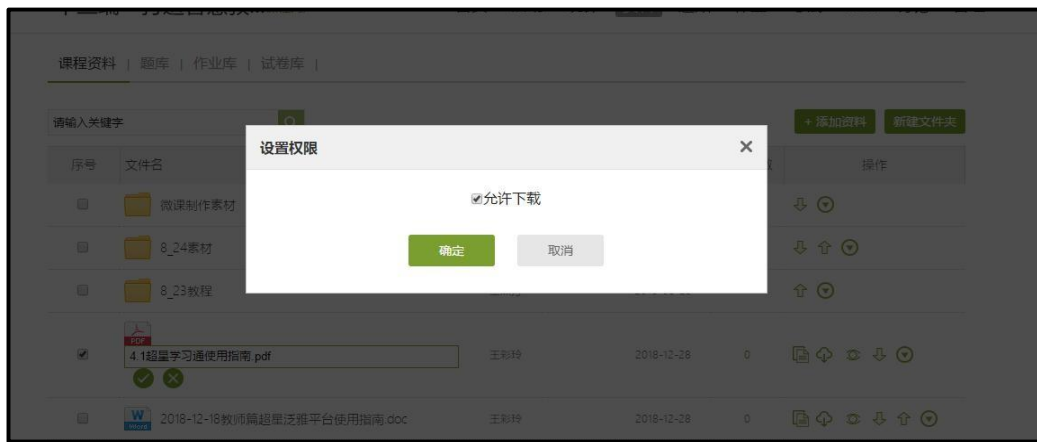 课程资料 | 题库 | 作业库 | 试卷库 |
请输入关键字
+ 添加资料 新建文件夹
设置权限
序号 文件名 操作
允许下载
微课制作素材
确定 取消
8_24素材
8_23教程
PDF
4.1超星学习通使用指南.pdf 王彩玲 2018-12-28 0
W
Word
2018-12-18教师篇超星泛雅平台使用指南.doc 王彩玲 2018-12-28 0